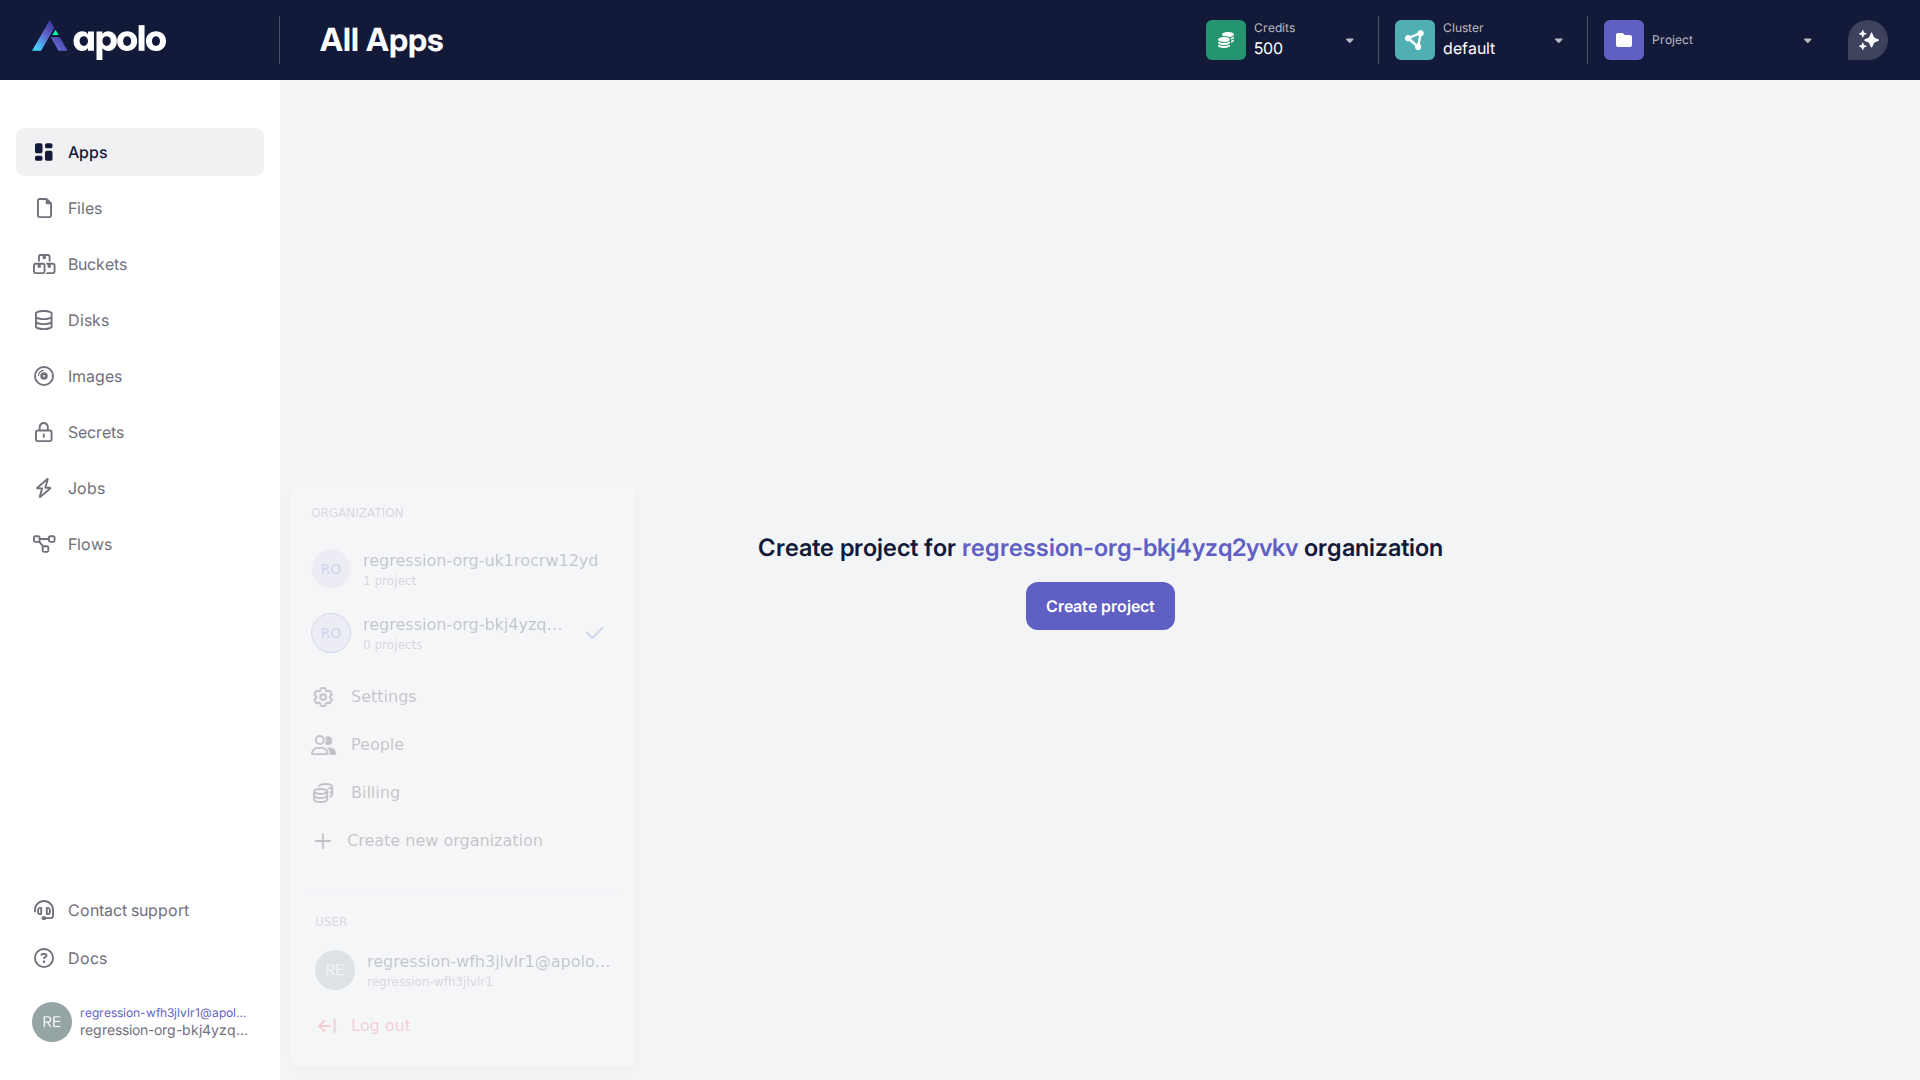 apolo
All Apps
Credits
500
Cluster
default
Project
Apps
Files
Buckets
Disks
Images
Secrets
Jobs
Flows
ORGANIZATION
RO
regression-org-uk1rocrw12yd
1 project
RO
regression-org-bkj4yzq...
0 projects
Settings
People
Billing
Create new organization
USER
RE
regression-wfh3jlvlr1@apolo...
regression-wfh3jlvlr1
Log out
Create project for regression-org-bkj4yzq2yvkv organization
Create project
Contact support
Docs
RE
regression-wfh3jlvlr1@apol...
regression-org-bkj4yzq...